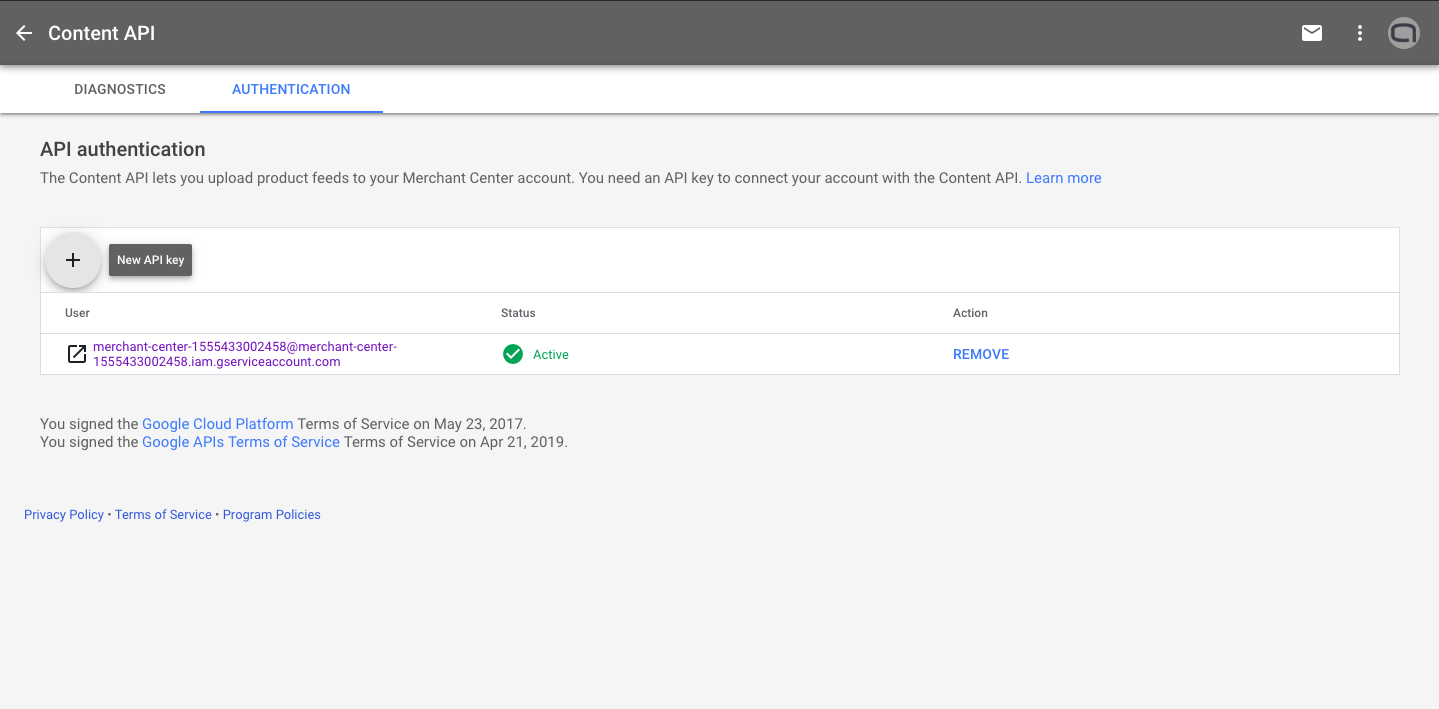 Content API
DIAGNOSTICS
AUTHENTICATION
API authentication
The Content API lets you upload product feeds to your Merchant Center account. You need an API key to connect your account with the Content API. Learn more
New API key
User
Status
Action
merchant-center-1555433002458@merchant-center-
1555433002458.iam.gserviceaccount.com
Active
REMOVE
You signed the Google Cloud Platform Terms of Service on May 23, 2017.
You signed the Google APIs Terms of Service Terms of Service on Apr 21, 2019.
Privacy Policy • Terms of Service • Program Policies